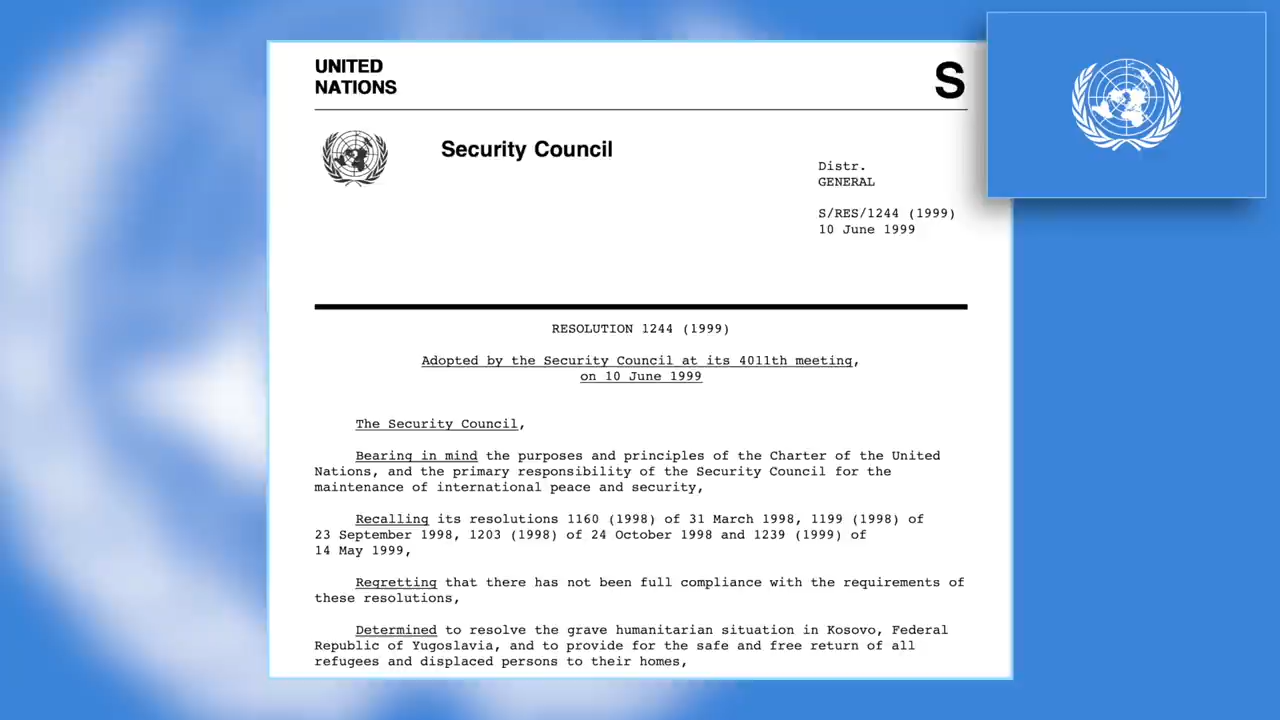 UNITED
NATIONS
S
Security Council
Distr.
GENERAL
S/RES/1244 (1999)
10 June 1999
RESOLUTION 1244 (1999)
Adopted by the Security Council at its 4011th meeting,
on 10 June 1999
The Security Council,
Bearing in mind the purposes and principles of the Charter of the United
Nations, and the primary responsibility of the Security Council for the
maintenance of international peace and security,
Recalling its resolutions 1160 (1998) of 31 March 1998, 1199 (1998) of
23 September 1998, 1203 (1998) of 24 October 1998 and 1239 (1999) of
14 May 1999,
Regretting that there has not been full compliance with the requirements of
these resolutions,
Determined to resolve the grave humanitarian situation in Kosovo, Federal
Republic of Yugoslavia, and to provide for the safe and free return of all
refugees and displaced persons to their homes,